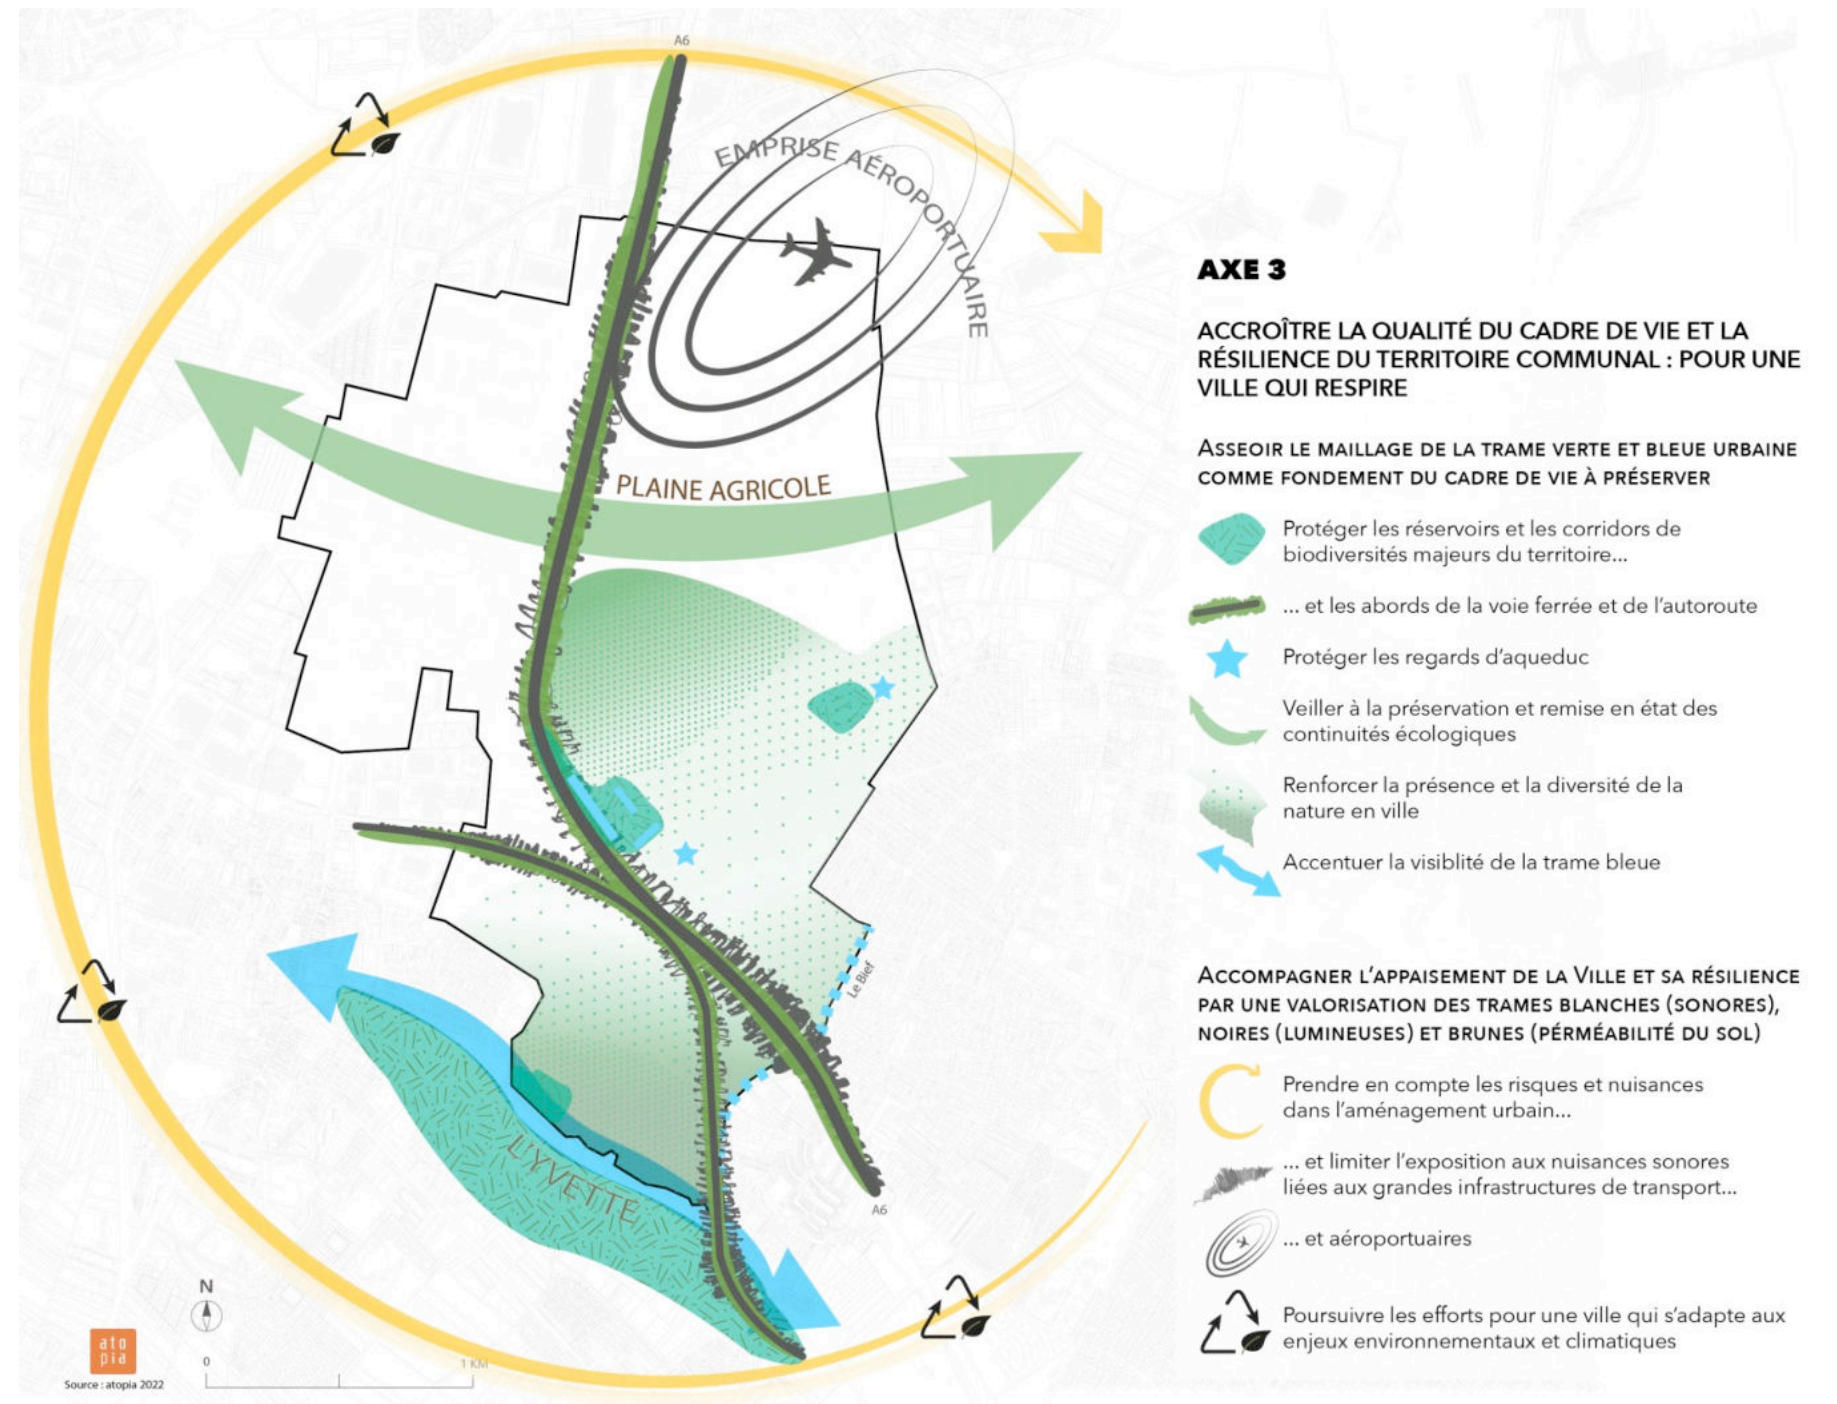 A6
EMPRISE AÉROPORTUAIRE
PLAINE AGRICOLE
Le Bief
L'YVETTE
A6
N
ato
pia
Source : atopia 2022
0
1 KM
AXE 3
ACCROÎTRE LA QUALITÉ DU CADRE DE VIE ET LA
RÉSILIENCE DU TERRITOIRE COMMUNAL : POUR UNE
VILLE QUI RESPIRE
ASSEOIR LE MAILLAGE DE LA TRAME VERTE ET BLEUE URBAINE
COMME FONDEMENT DU CADRE DE VIE À PRÉSERVER
Protéger les réservoirs et les corridors de
biodiversités majeurs du territoire...
... et les abords de la voie ferrée et de l'autoroute
Protéger les regards d'aqueduc
Veiller à la préservation et remise en état des
continuités écologiques
Renforcer la présence et la diversité de la
nature en ville
Accentuer la visiblité de la trame bleue
ACCOMPAGNER L'APPAISEMENT DE LA VILLE ET SA RÉSILIENCE
PAR UNE VALORISATION DES TRAMES BLANCHES (SONORES),
NOIRES (LUMINEUSES) ET BRUNES (PÉRMÉABILITÉ DU SOL)
Prendre en compte les risques et nuisances
dans l'aménagement urbain...
... et limiter l'exposition aux nuisances sonores
liées aux grandes infrastructures de transport...
... et aéroportuaires
Poursuivre les efforts pour une ville qui s'adapte aux
enjeux environnementaux et climatiques